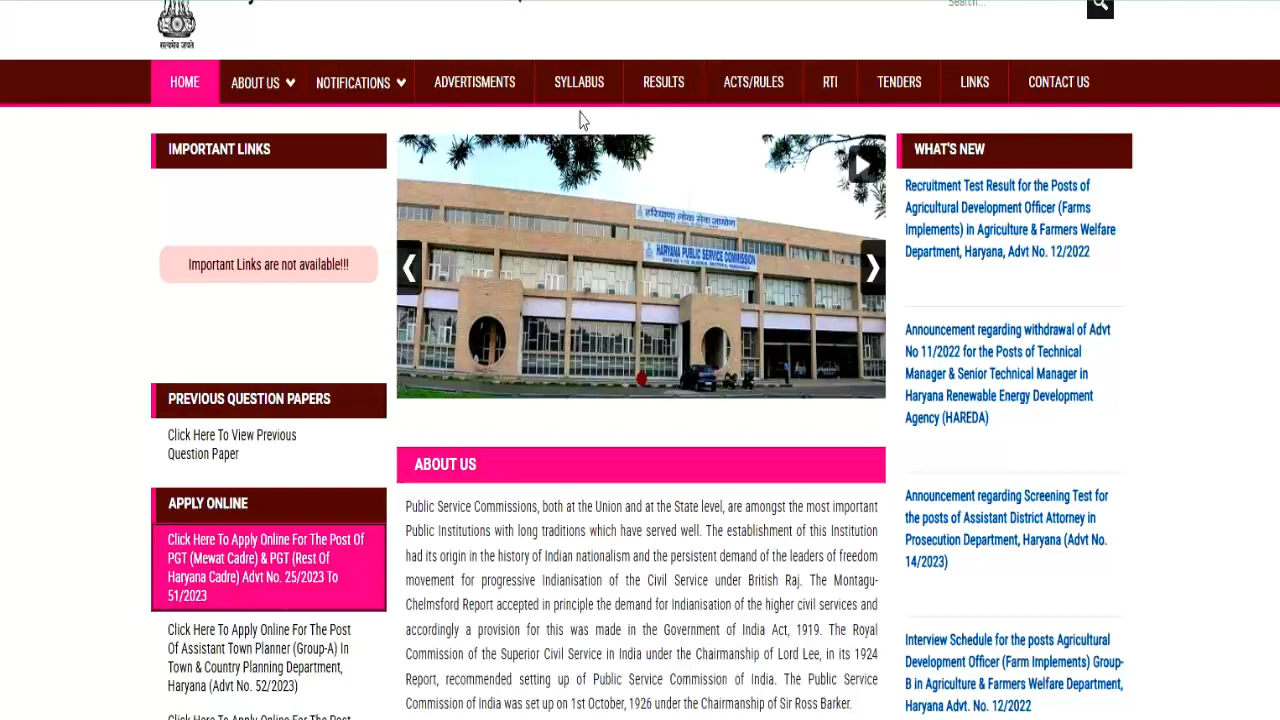 सत्यमेव जयते
Search...
HOME
ABOUT US
NOTIFICATIONS
ADVERTISMENTS
SYLLABUS
RESULTS
ACTS/RULES
RTI
TENDERS
LINKS
CONTACT US
IMPORTANT LINKS
Important Links are not available!!!
PREVIOUS QUESTION PAPERS
Click Here To View Previous
Question Paper
APPLY ONLINE
Click Here To Apply Online For The Post Of
PGT (Mewat Cadre) & PGT (Rest Of
Haryana Cadre) Advt No. 25/2023 To
51/2023
Click Here To Apply Online For The Post
Of Assistant Town Planner (Group-A) In
Town & Country Planning Department,
Haryana (Advt No. 52/2023)
Click Here To Apply Online For The Post
हरियाणा लोक सेवा आयोग
HARYANA PUBLIC SERVICE COMMISSION
ABOUT US
Public Service Commissions, both at the Union and at the State level, are amongst the most important
Public Institutions with long traditions which have served well. The establishment of this Institution
had its origin in the history of Indian nationalism and the persistent demand of the leaders of freedom
movement for progressive Indianisation of the Civil Service under British Raj. The Montagu-
Chelmsford Report accepted in principle the demand for Indianisation of the higher civil services and
accordingly a provision for this was made in the Government of India Act, 1919. The Royal
Commission of the Superior Civil Service in India under the Chairmanship of Lord Lee, in its 1924
Report, recommended setting up of Public Service Commission of India. The Public Service
Commission of India was set up on 1st October, 1926 under the Chairmanship of Sir Ross Barker.
WHAT'S NEW
Recruitment Test Result for the Posts of
Agricultural Development Officer (Farms
Implements) in Agriculture & Farmers Welfare
Department, Haryana, Advt No. 12/2022
Announcement regarding withdrawal of Advt
No 11/2022 for the Posts of Technical
Manager & Senior Technical Manager in
Haryana Renewable Energy Development
Agency (HAREDA)
Announcement regarding Screening Test for
the posts of Assistant District Attorney in
Prosecution Department, Haryana (Advt No.
14/2023)
Interview Schedule for the posts Agricultural
Development Officer (Farm Implements) Group-
B in Agriculture & Farmers Welfare Department,
Haryana Advt. No. 12/2022